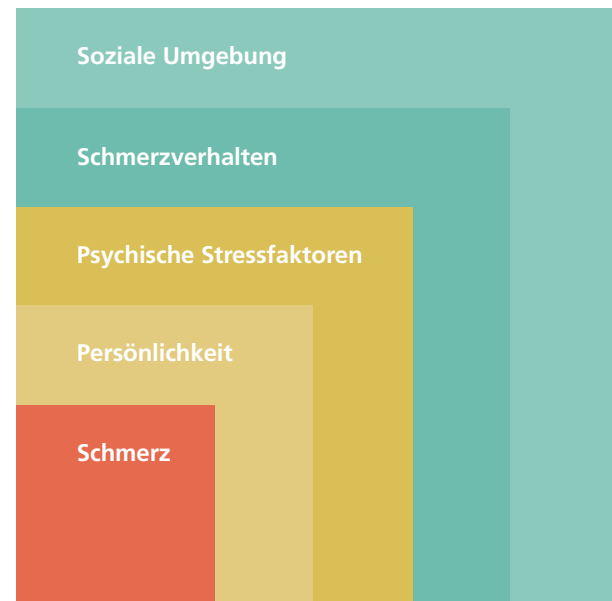 Soziale Umgebung
Schmerzverhalten
Psychische Stressfaktoren
Persönlichkeit
Schmerz